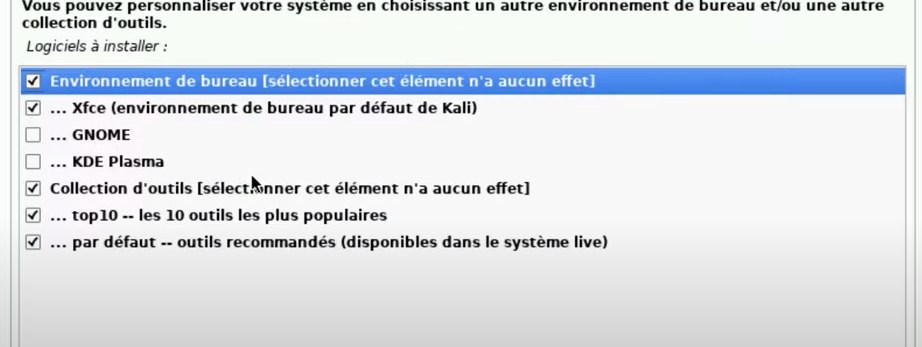 Vous pouvez personnaliser votre système en choisissant un autre environnement de bureau et/ou une autre
collection d'outils.
Logiciels à installer :
Environnement de bureau [sélectionner cet élément n'a aucun effet]
... Xfce (environnement de bureau par défaut de Kali)
... GNOME
... KDE Plasma
Collection d'outils [sélectionner cet élément n'a aucun effet]
... top10 -- les 10 outils les plus populaires
... par défaut -- outils recommandés (disponibles dans le système live)